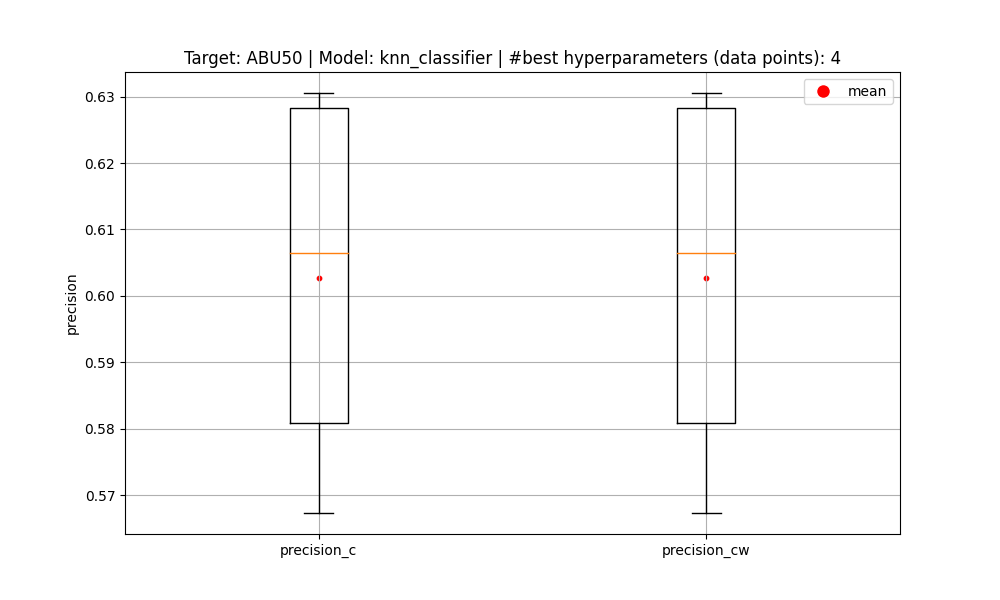 Target: ABU50 | Model: knn_classifier | #best hyperparameters (data points): 4
mean
0.63
0.62
0.61
0.60
0.59
0.58
0.57
precision
precision_c
precision_cw